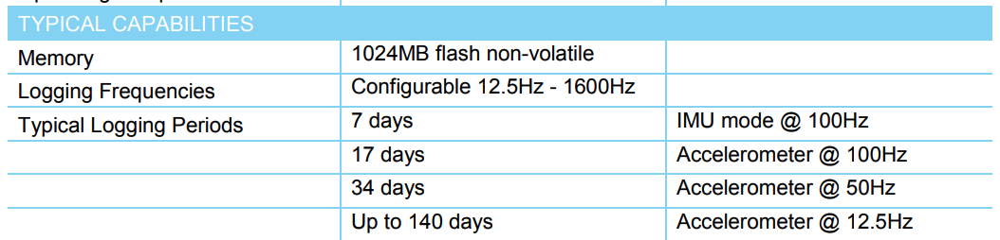 TYPICAL CAPABILITIES
Memory 1024MB flash non-volatile
Logging Frequencies Configurable 12.5Hz - 1600Hz
Typical Logging Periods 7 days IMU mode @ 100Hz
17 days Accelerometer @ 100Hz
34 days Accelerometer @ 50Hz
Up to 140 days Accelerometer @ 12.5Hz